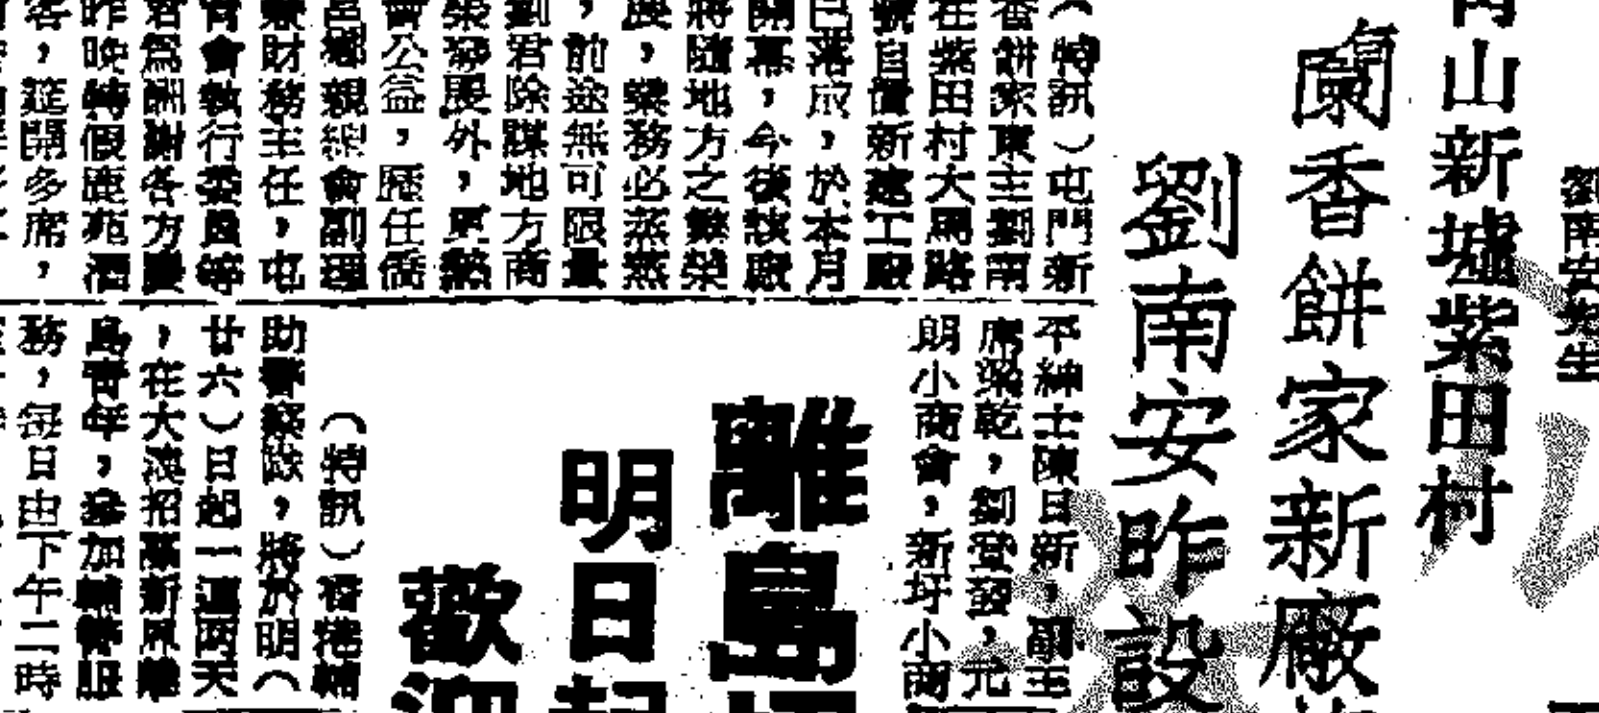 劉南安先生
青山新墟紫田村
蘭香餅家新廠
劉南安昨設
（特訊）屯門新
香餅家東主劉南
在紫田村大馬路
號自置新建工廠
已落成，於本月
開幕，今後該廠
將隨地方之繁榮
展，業務必蒸蒸
，前途無可限量
劉君除謀地方商
榮發展外，更熱
會公益，歷任僑
邑鄉親總會副理
財務主任，屯
會執行委員等
君為酬謝各方
昨晚特假鹿苑酒
客，筵開多席，
平紳士陳日新，副主
席梁乾，劉登發，元
朗小商會，新圩小商
離島
明日起
歡迎
（特訊）香港輔
助警察隊，將於明（
廿六）日起一連兩天
，在大澳招募新界離
島青年，參加輔警服
務，每日由下午二時